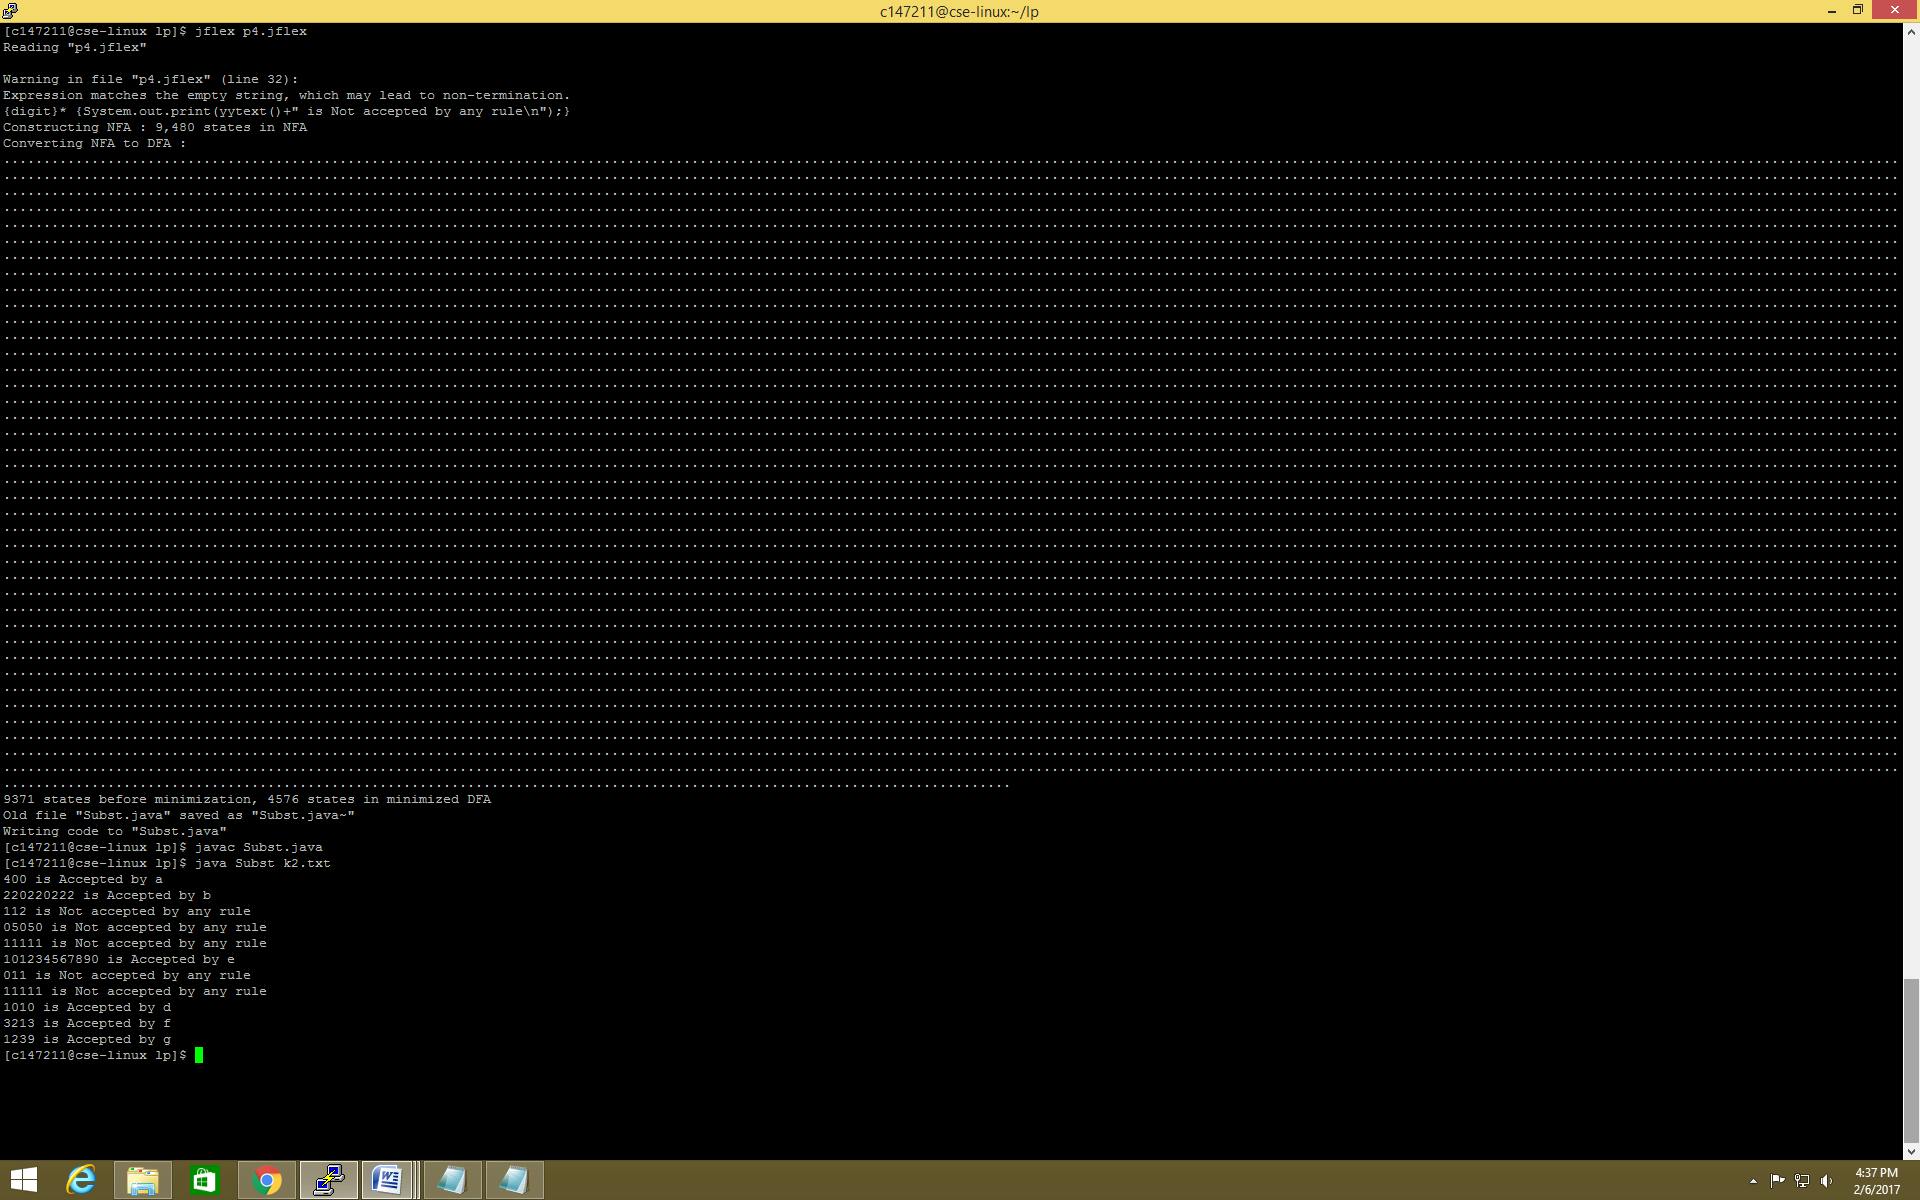 c147211@cse-linux:~/lp
[c147211@cse-linux lp]$ jflex p4.jflex
Reading "p4.jflex"
Warning in file "p4.jflex" (line 32):
Expression matches the empty string, which may lead to non-termination.
{digit}* {System.out.print(yytext()+" is Not accepted by any rule\n");}
Constructing NFA : 9,480 states in NFA
Converting NFA to DFA :
9371 states before minimization, 4576 states in minimized DFA
Old file "Subst.java" saved as "Subst.java~"
Writing code to "Subst.java"
[c147211@cse-linux lp]$ javac Subst.java
[c147211@cse-linux lp]$ java Subst k2.txt
400 is Accepted by a
220220222 is Accepted by b
112 is Not accepted by any rule
05050 is Not accepted by any rule
11111 is Not accepted by any rule
101234567890 is Accepted by e
011 is Not accepted by any rule
11111 is Not accepted by any rule
1010 is Accepted by d
3213 is Accepted by f
1239 is Accepted by g
[c147211@cse-linux lp]$
4:37 PM
2/6/2017